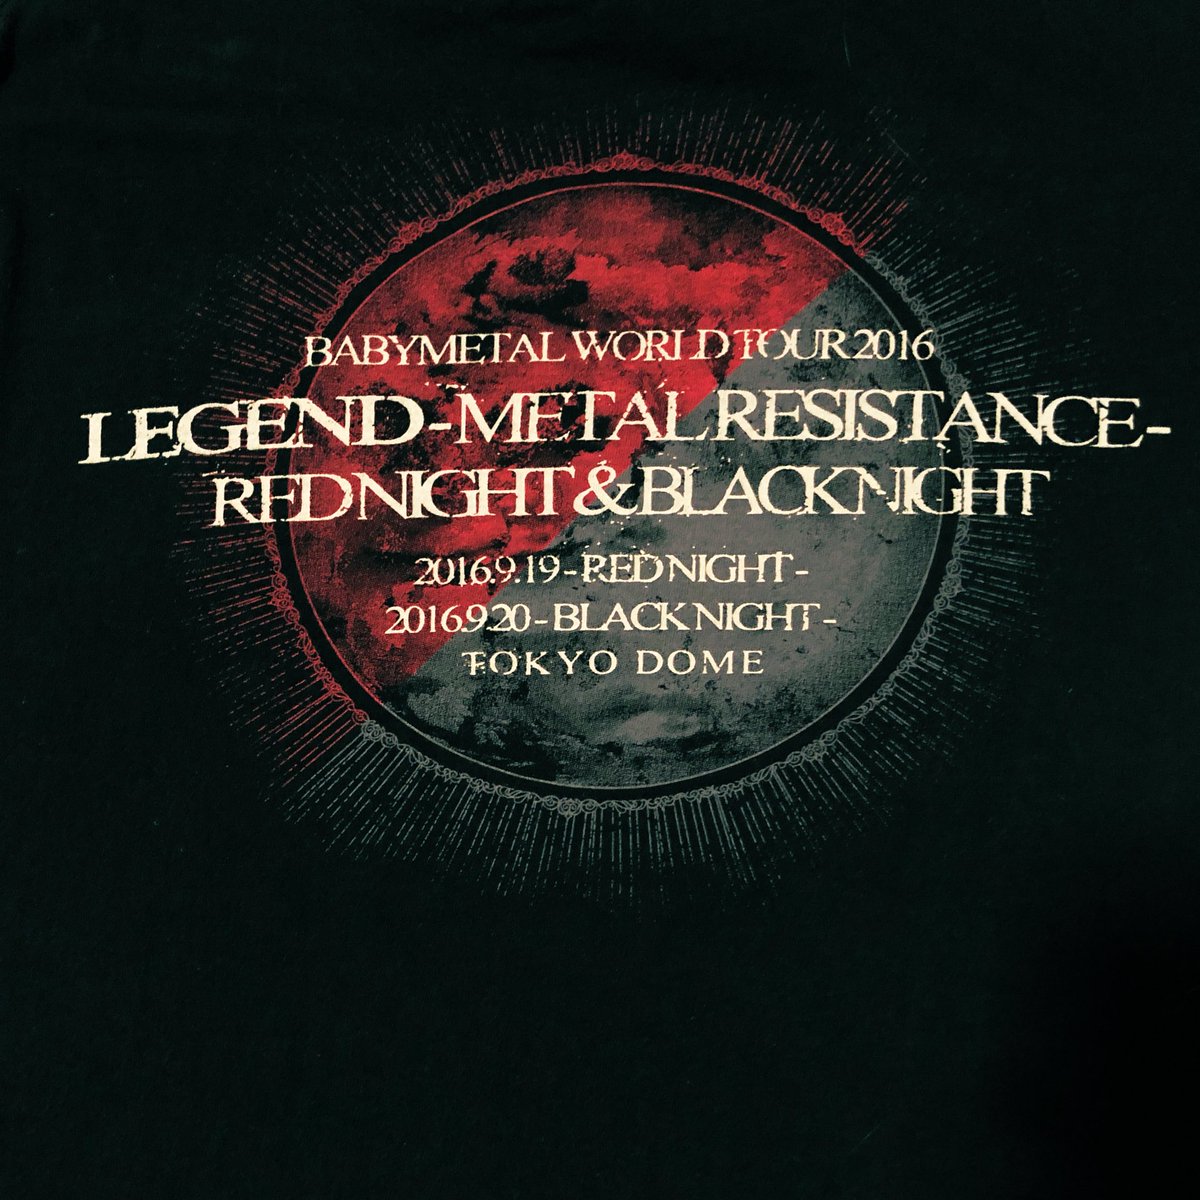 BABYMETAL WORLD TOUR 2016
LEGEND - METAL RESISTANCE -
RED NIGHT & BLACK NIGHT
2016.9.19 - RED NIGHT -
2016.9.20 - BLACK NIGHT -
TOKYO DOME